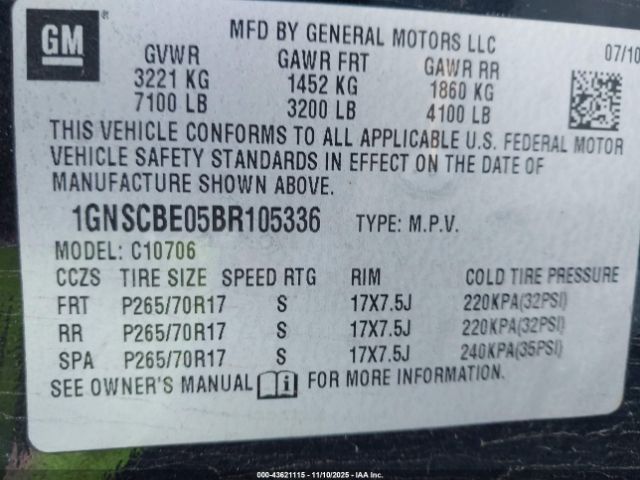 GM
MFD BY GENERAL MOTORS LLC
07/10
GVWR GAWR FRT GAWR RR
3221 KG 1452 KG 1860 KG
7100 LB 3200 LB 4100 LB
THIS VEHICLE CONFORMS TO ALL APPLICABLE U.S. FEDERAL MOTOR
VEHICLE SAFETY STANDARDS IN EFFECT ON THE DATE OF
MANUFACTURE SHOWN ABOVE.
1GNSCBE05BR105336 TYPE: M.P.V.
MODEL: C10706
CCZS TIRE SIZE SPEED RTG RIM COLD TIRE PRESSURE
FRT P265/70R17 S 17X7.5J 220KPA(32PSI)
RR P265/70R17 S 17X7.5J 220KPA(32PSI)
SPA P265/70R17 S 17X7.5J 240KPA(35PSI)
SEE OWNER'S MANUAL i FOR MORE INFORMATION.
000-43621115 - 11/10/2025 - IAAI.COM